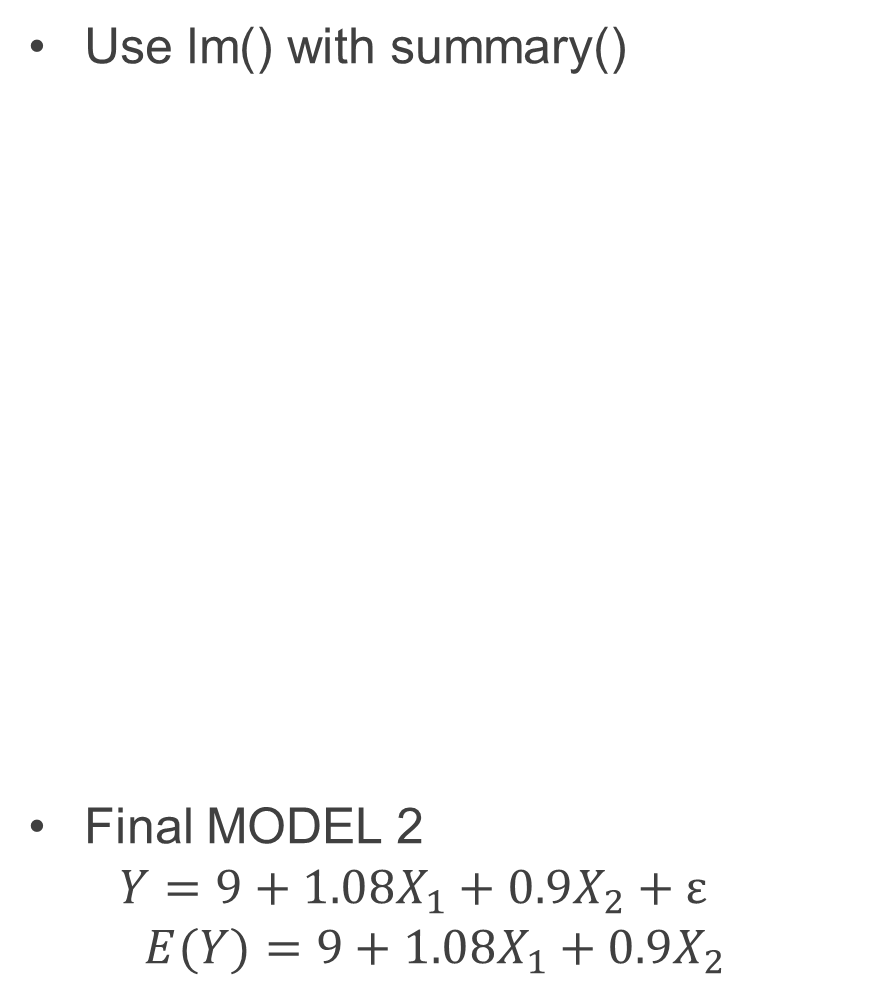 • Use lm() with summary()
• Final MODEL 2
Y = 9 + 1.08X₁ + 0.9X₂ + ε
E(Y) = 9 + 1.08X₁ + 0.9X₂